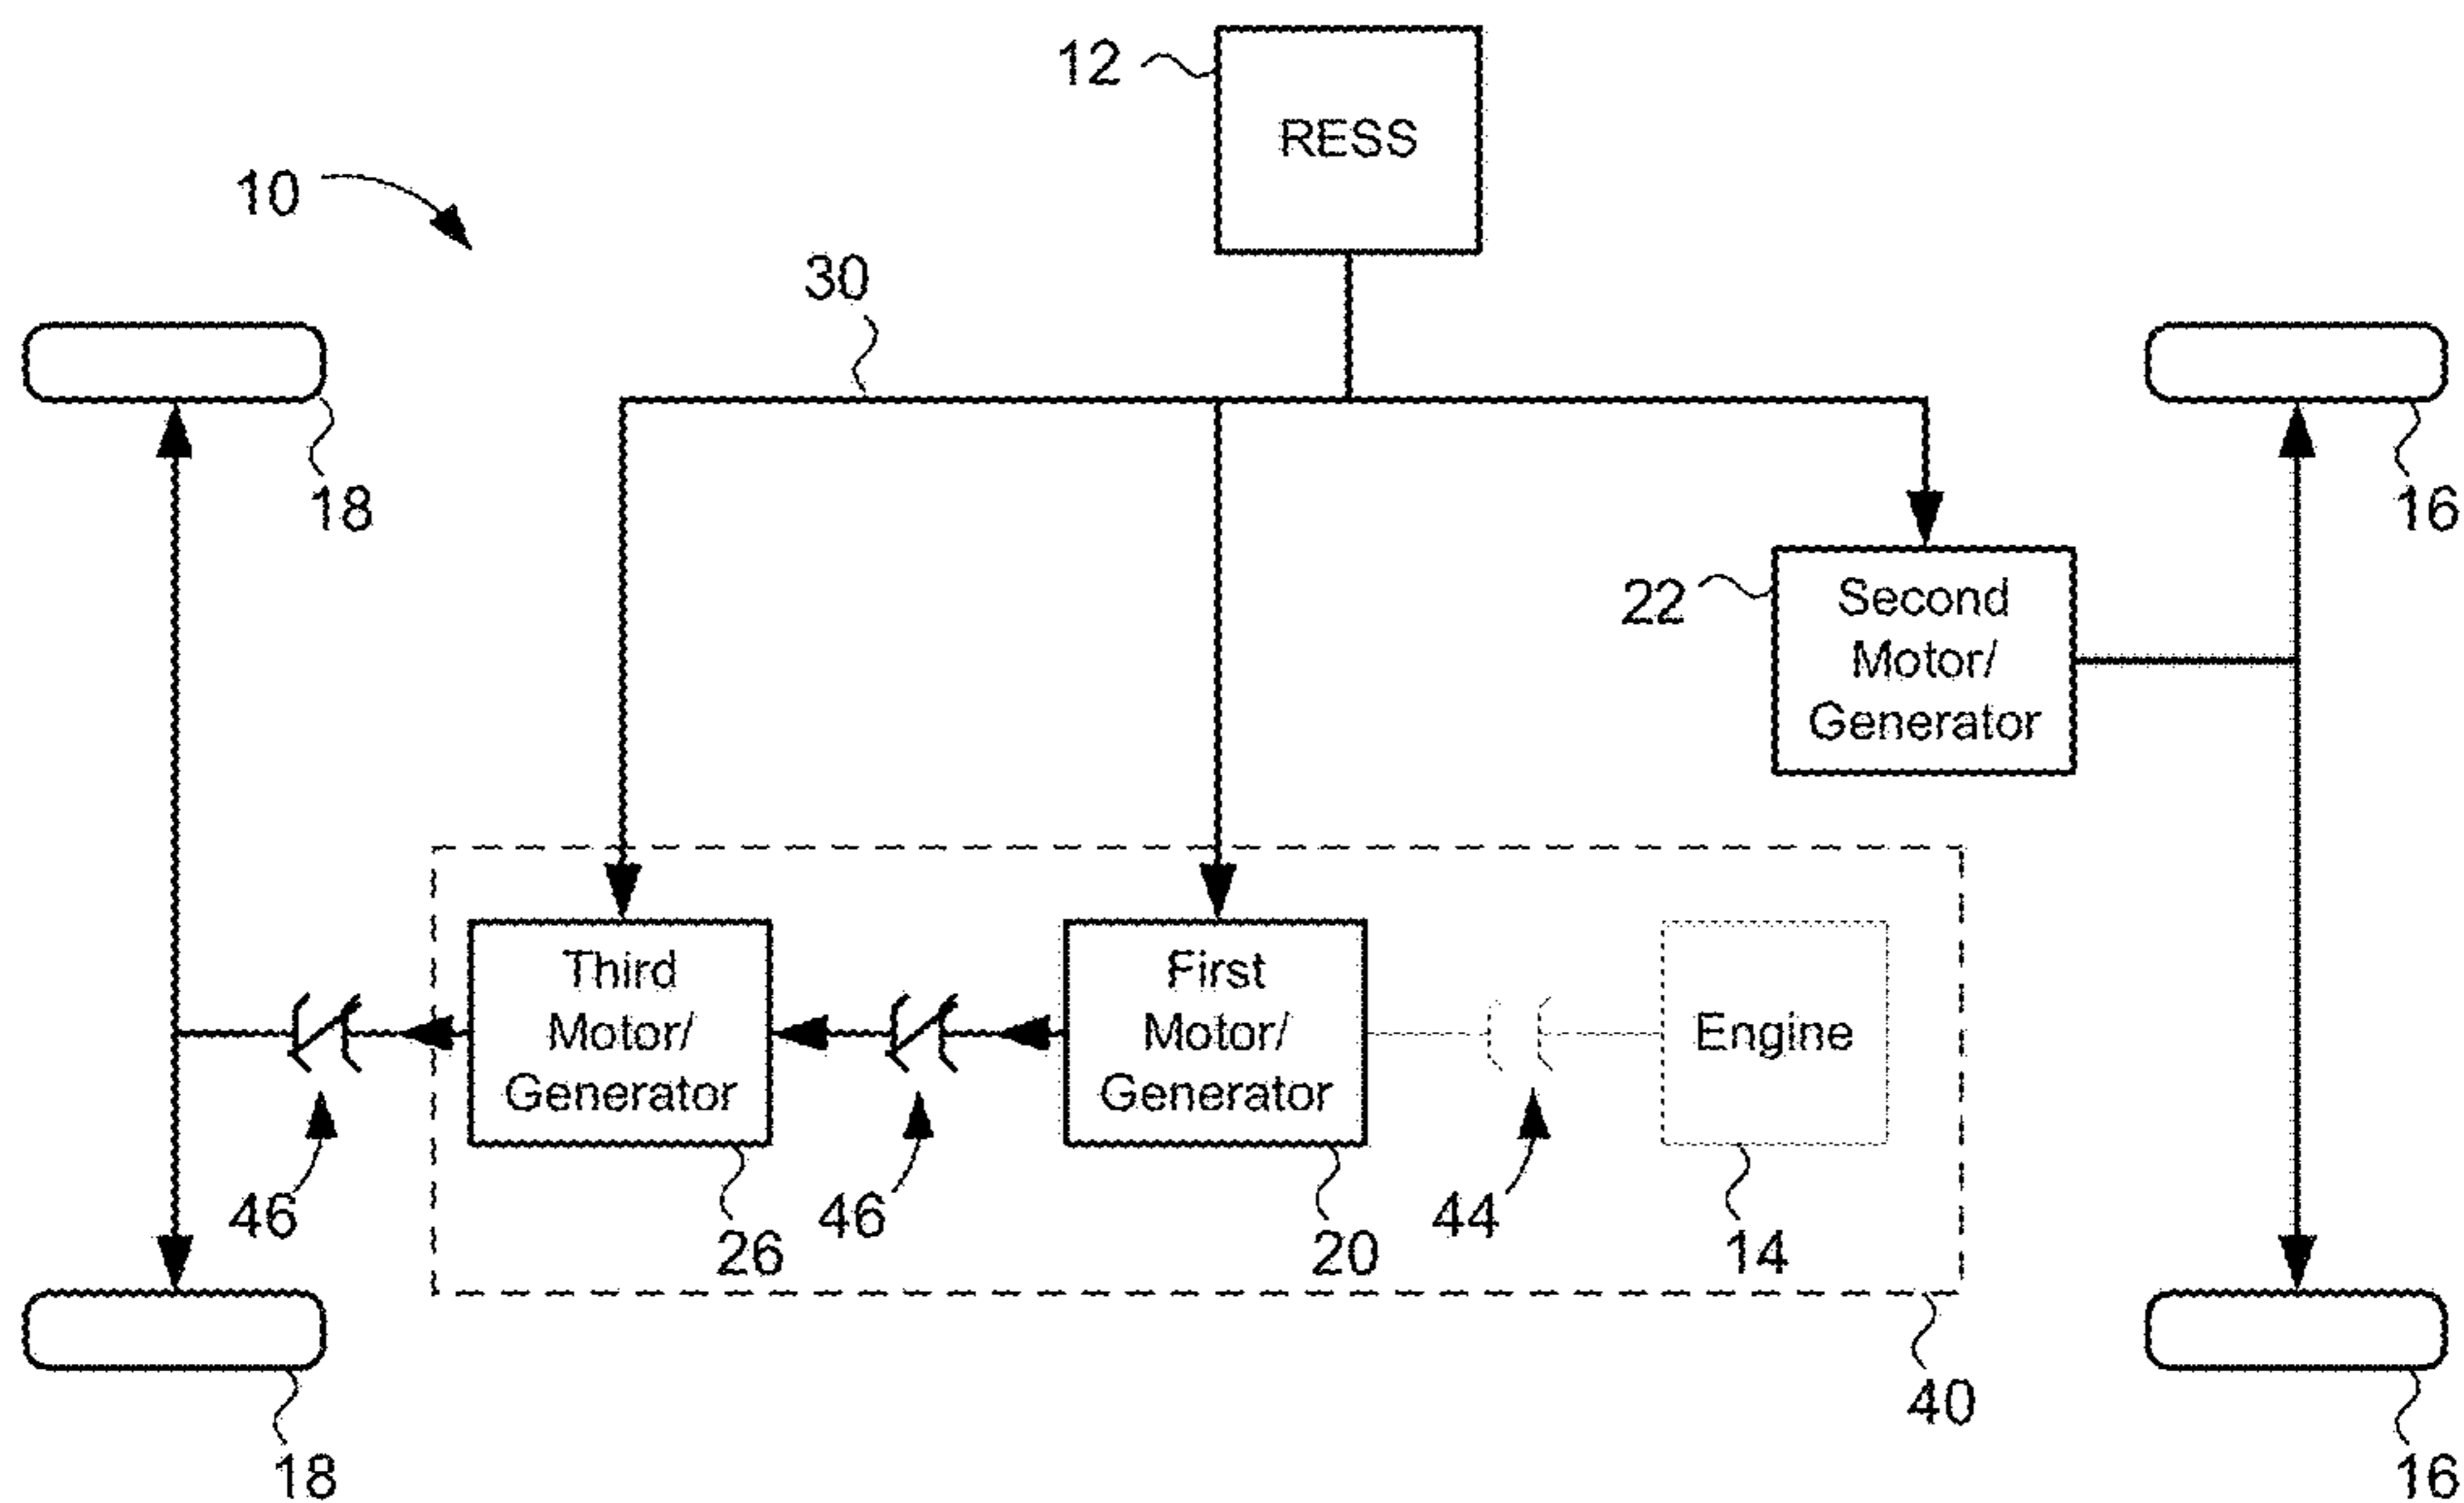 12
RESS
10
30
18
16
22
Second
Motor/
Generator
Third
Motor/
Generator
First
Motor/
Generator
Engine
46
26
46
20
44
14
40
18
16